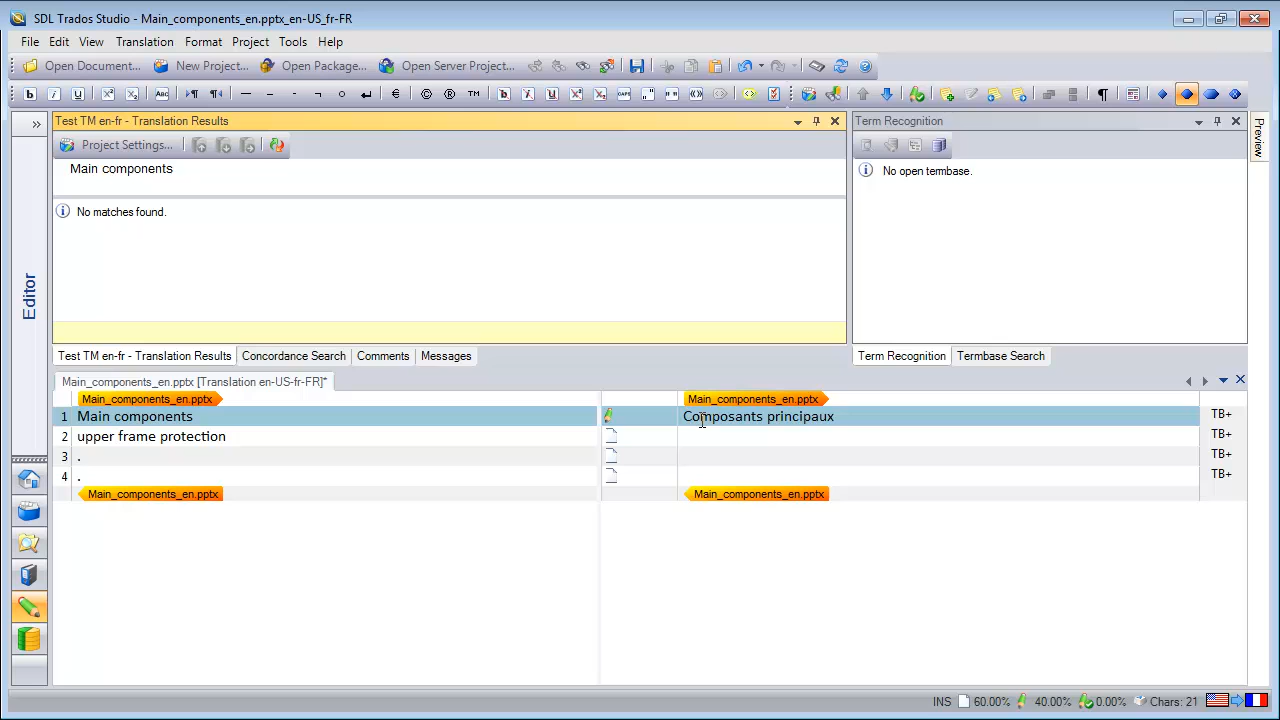 SDL Trados Studio - Main_components_en.pptx_en-US_fr-FR
File Edit View Translation Format Project Tools Help
Open Document... New Project... Open Package... Open Server Project...
Test TM en-fr - Translation Results
Term Recognition
Preview
Project Settings...
Main components
No open termbase.
No matches found.
Editor
Test TM en-fr - Translation Results Concordance Search Comments Messages
Term Recognition Termbase Search
Main_components_en.pptx [Translation en-US-fr-FR]*
Main_components_en.pptx Main_components_en.pptx
1 Main components Composants principaux TB+
2 upper frame protection TB+
3 . TB+
4 . TB+
Main_components_en.pptx Main_components_en.pptx
INS 60.00% 40.00% 0.00% Chars: 21